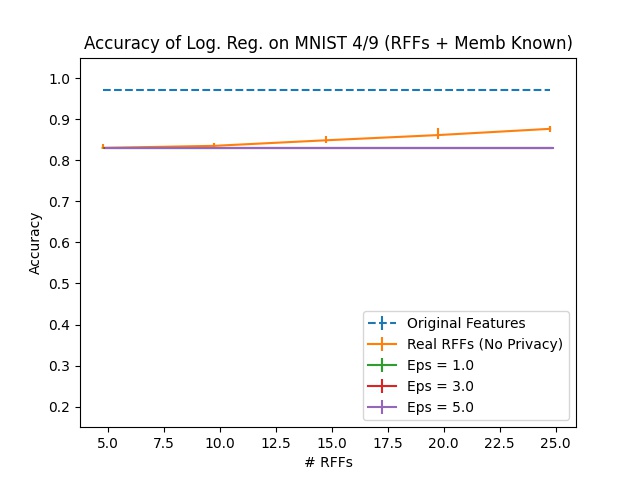 Accuracy of Log. Reg. on MNIST 4/9 (RFFs + Memb Known)
1.0
0.9
0.8
0.7
0.6
0.5
0.4
0.3
0.2
Accuracy
Original Features
Real RFFs (No Privacy)
Eps = 1.0
Eps = 3.0
Eps = 5.0
5.0 7.5 10.0 12.5 15.0 17.5 20.0 22.5 25.0
# RFFs